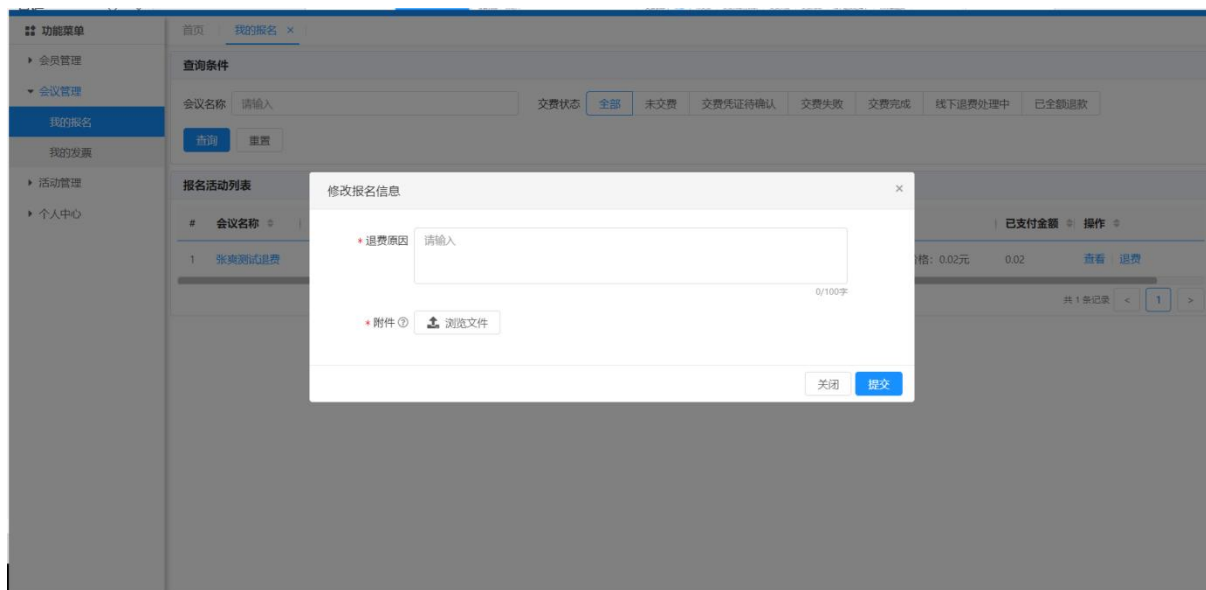 功能菜单
首页 我的报名 ×
会员管理
会议管理
我的报名
我的发票
活动管理
个人中心
查询条件
会议名称 请输入 交费状态 全部 未交费 交费凭证待确认 交费失败 交费完成 线下退费处理中 已全额退款
查询 重置
报名活动列表
# 会议名称 已支付金额 操作
1 张爽测试退费 格：0.02元 0.02 查看 退费
共 1 条记录 < 1 >
修改报名信息 ×
* 退费原因 请输入
0/100字
* 附件 ? 浏览文件
关闭 提交